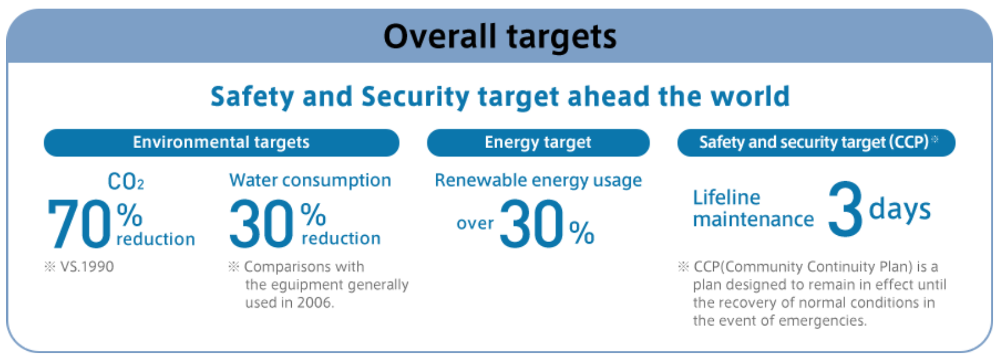 Overall targets
Safety and Security target ahead the world
Environmental targets
CO₂
70% reduction
※ VS.1990
Water consumption
30% reduction
※ Comparisons with
the equipment generally
used in 2006.
Energy target
Renewable energy usage
over 30%
Safety and security target (CCP)※
Lifeline
maintenance 3 days
※ CCP(Community Continuity Plan) is a
plan designed to remain in effect until
the recovery of normal conditions in
the event of emergencies.